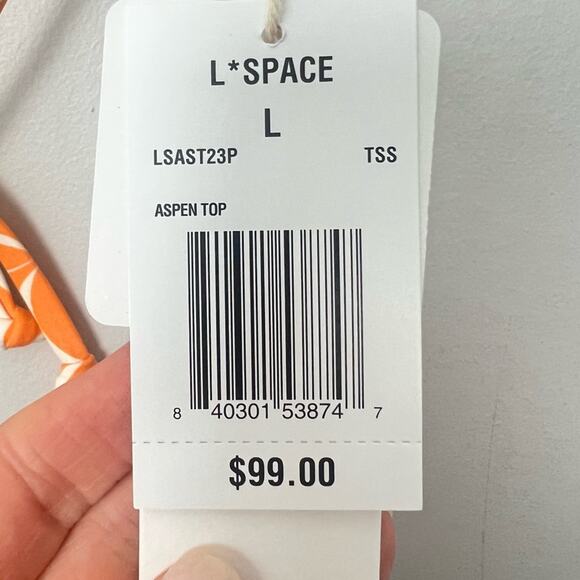 L*SPACE
L
LSAST23P TSS
ASPEN TOP
8 40301 53874 7
$99.00